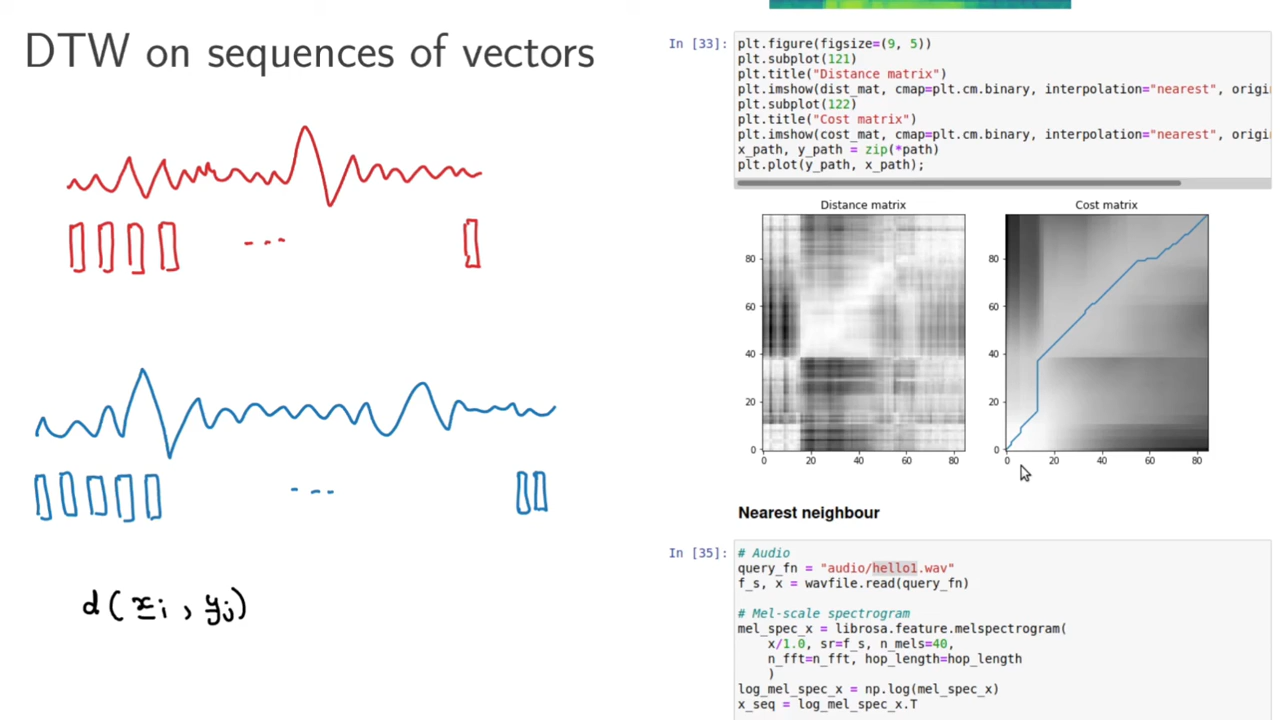 DTW on sequences of vectors
d(xi, yj)
In [33]:
plt.figure(figsize=(9, 5))
plt.subplot(121)
plt.title("Distance matrix")
plt.imshow(dist_mat, cmap=plt.cm.binary, interpolation="nearest", origi
plt.subplot(122)
plt.title("Cost matrix")
plt.imshow(cost_mat, cmap=plt.cm.binary, interpolation="nearest", origi
x_path, y_path = zip(*path)
plt.plot(y_path, x_path);
Distance matrix
80
60
40
20
0
0 20 40 60 80
Cost matrix
80
60
40
20
0
0 20 40 60 80
Nearest neighbour
In [35]:
# Audio
query_fn = "audio/hello1.wav"
f_s, x = wavfile.read(query_fn)
# Mel-scale spectrogram
mel_spec_x = librosa.feature.melspectrogram(
x/1.0, sr=f_s, n_mels=40,
n_fft=n_fft, hop_length=hop_length
)
log_mel_spec_x = np.log(mel_spec_x)
x_seq = log_mel_spec_x.T